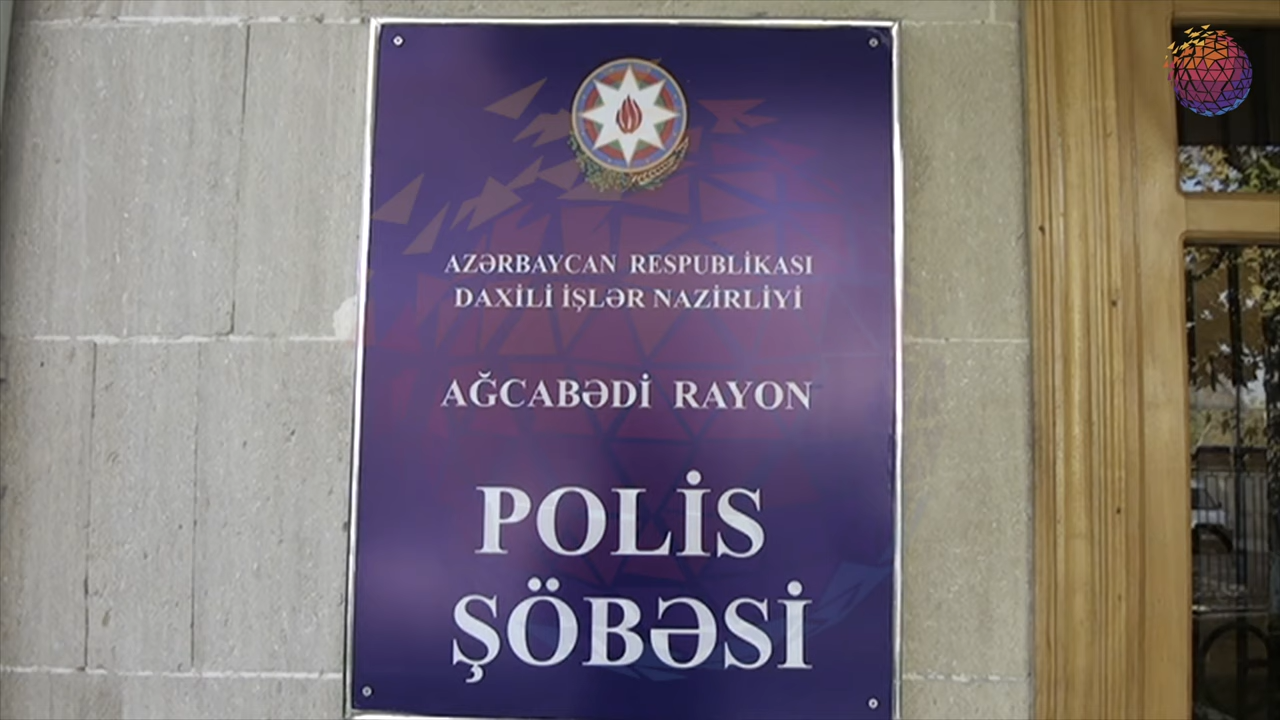 AZƏRBAYCAN RESPUBLİKASI
DAXİLİ İŞLƏR NAZİRLİYİ
AĞCABƏDİ RAYON
POLİS
ŞÖBƏSİ